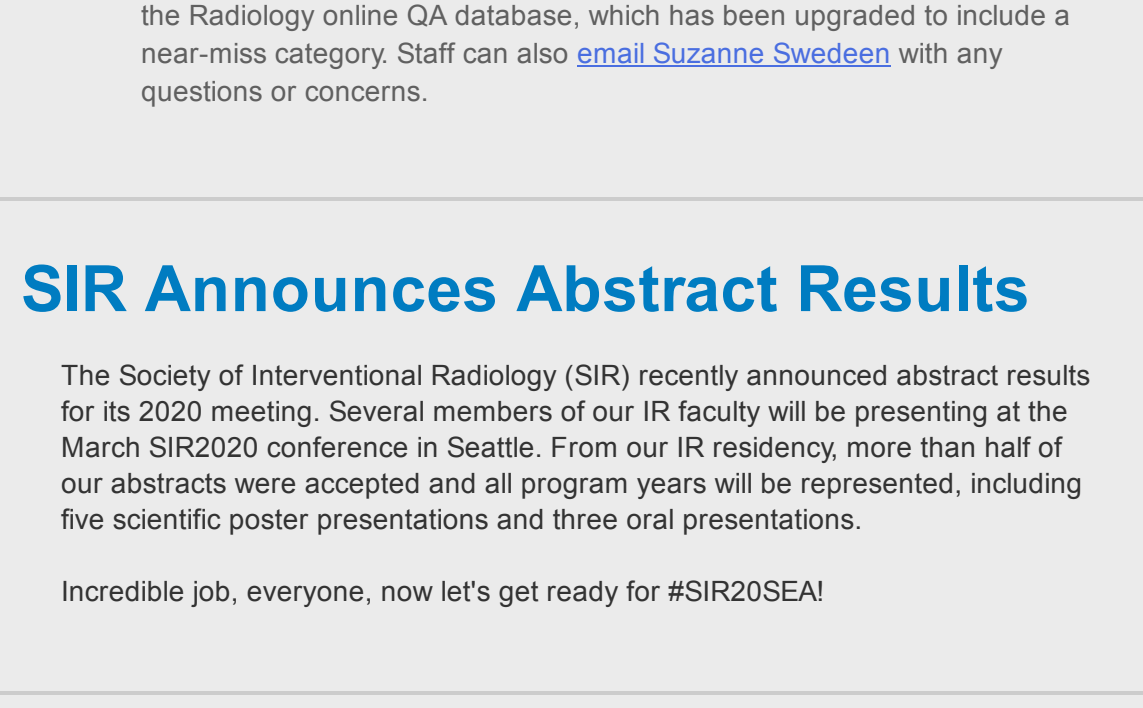 the Radiology online QA database, which has been upgraded to include a
near-miss category. Staff can also email Suzanne Swedeen with any
questions or concerns.
SIR Announces Abstract Results
The Society of Interventional Radiology (SIR) recently announced abstract results
for its 2020 meeting. Several members of our IR faculty will be presenting at the
March SIR2020 conference in Seattle. From our IR residency, more than half of
our abstracts were accepted and all program years will be represented, including
five scientific poster presentations and three oral presentations.
Incredible job, everyone, now let's get ready for #SIR20SEA!